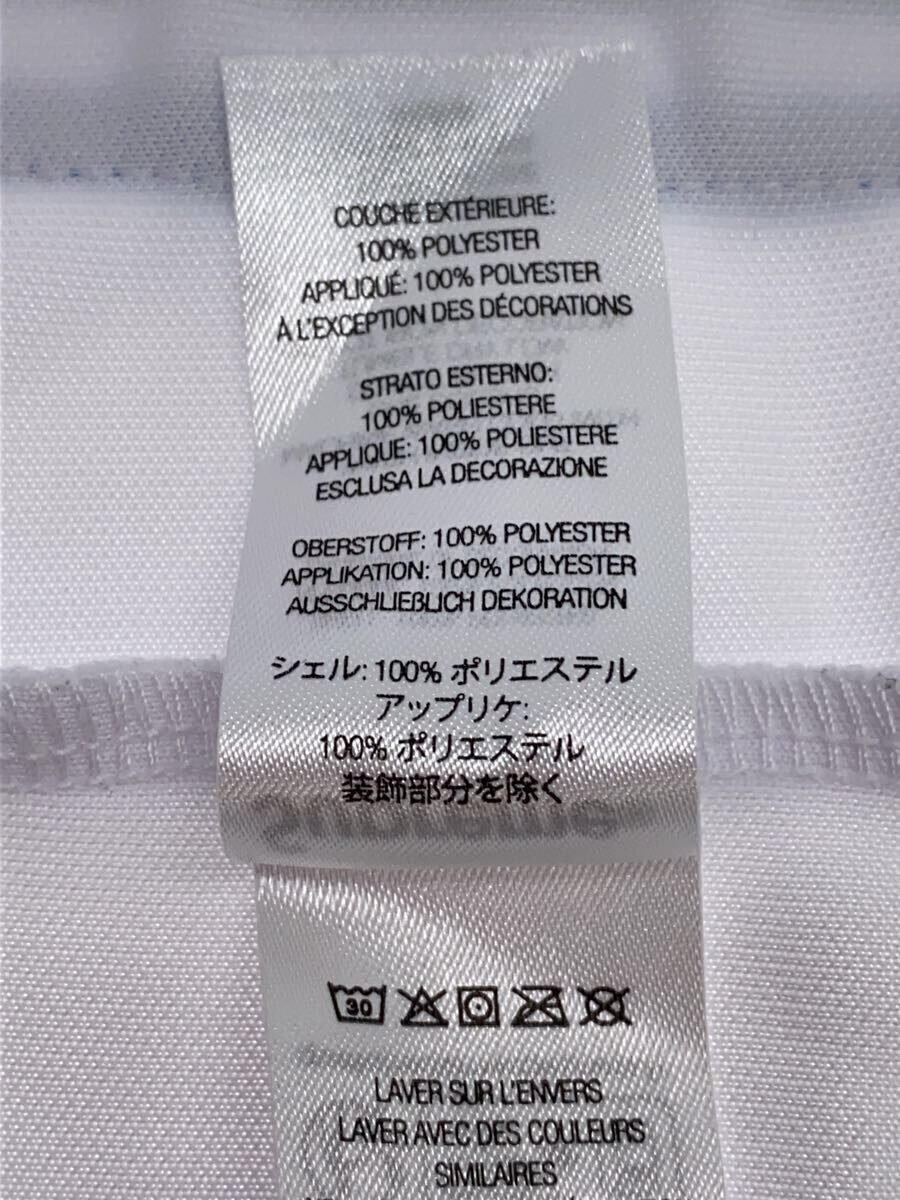 COUCHE EXTÉRIEURE:
100% POLYESTER
APPLIQUÉ: 100% POLYESTER
À L'EXCEPTION DES DÉCORATIONS
STRATO ESTERNO:
100% POLIESTERE
APPLIQUE: 100% POLIESTERE
ESCLUSA LA DECORAZIONE
OBERSTOFF: 100% POLYESTER
APPLIKATION: 100% POLYESTER
AUSSCHLIEßLICH DEKORATION
シェル: 100% ポリエステル
アップリケ:
100% ポリエステル
装飾部分を除く
Supreme
30
LAVER SUR L'ENVERS
LAVER AVEC DES COULEURS
SIMILAIRES